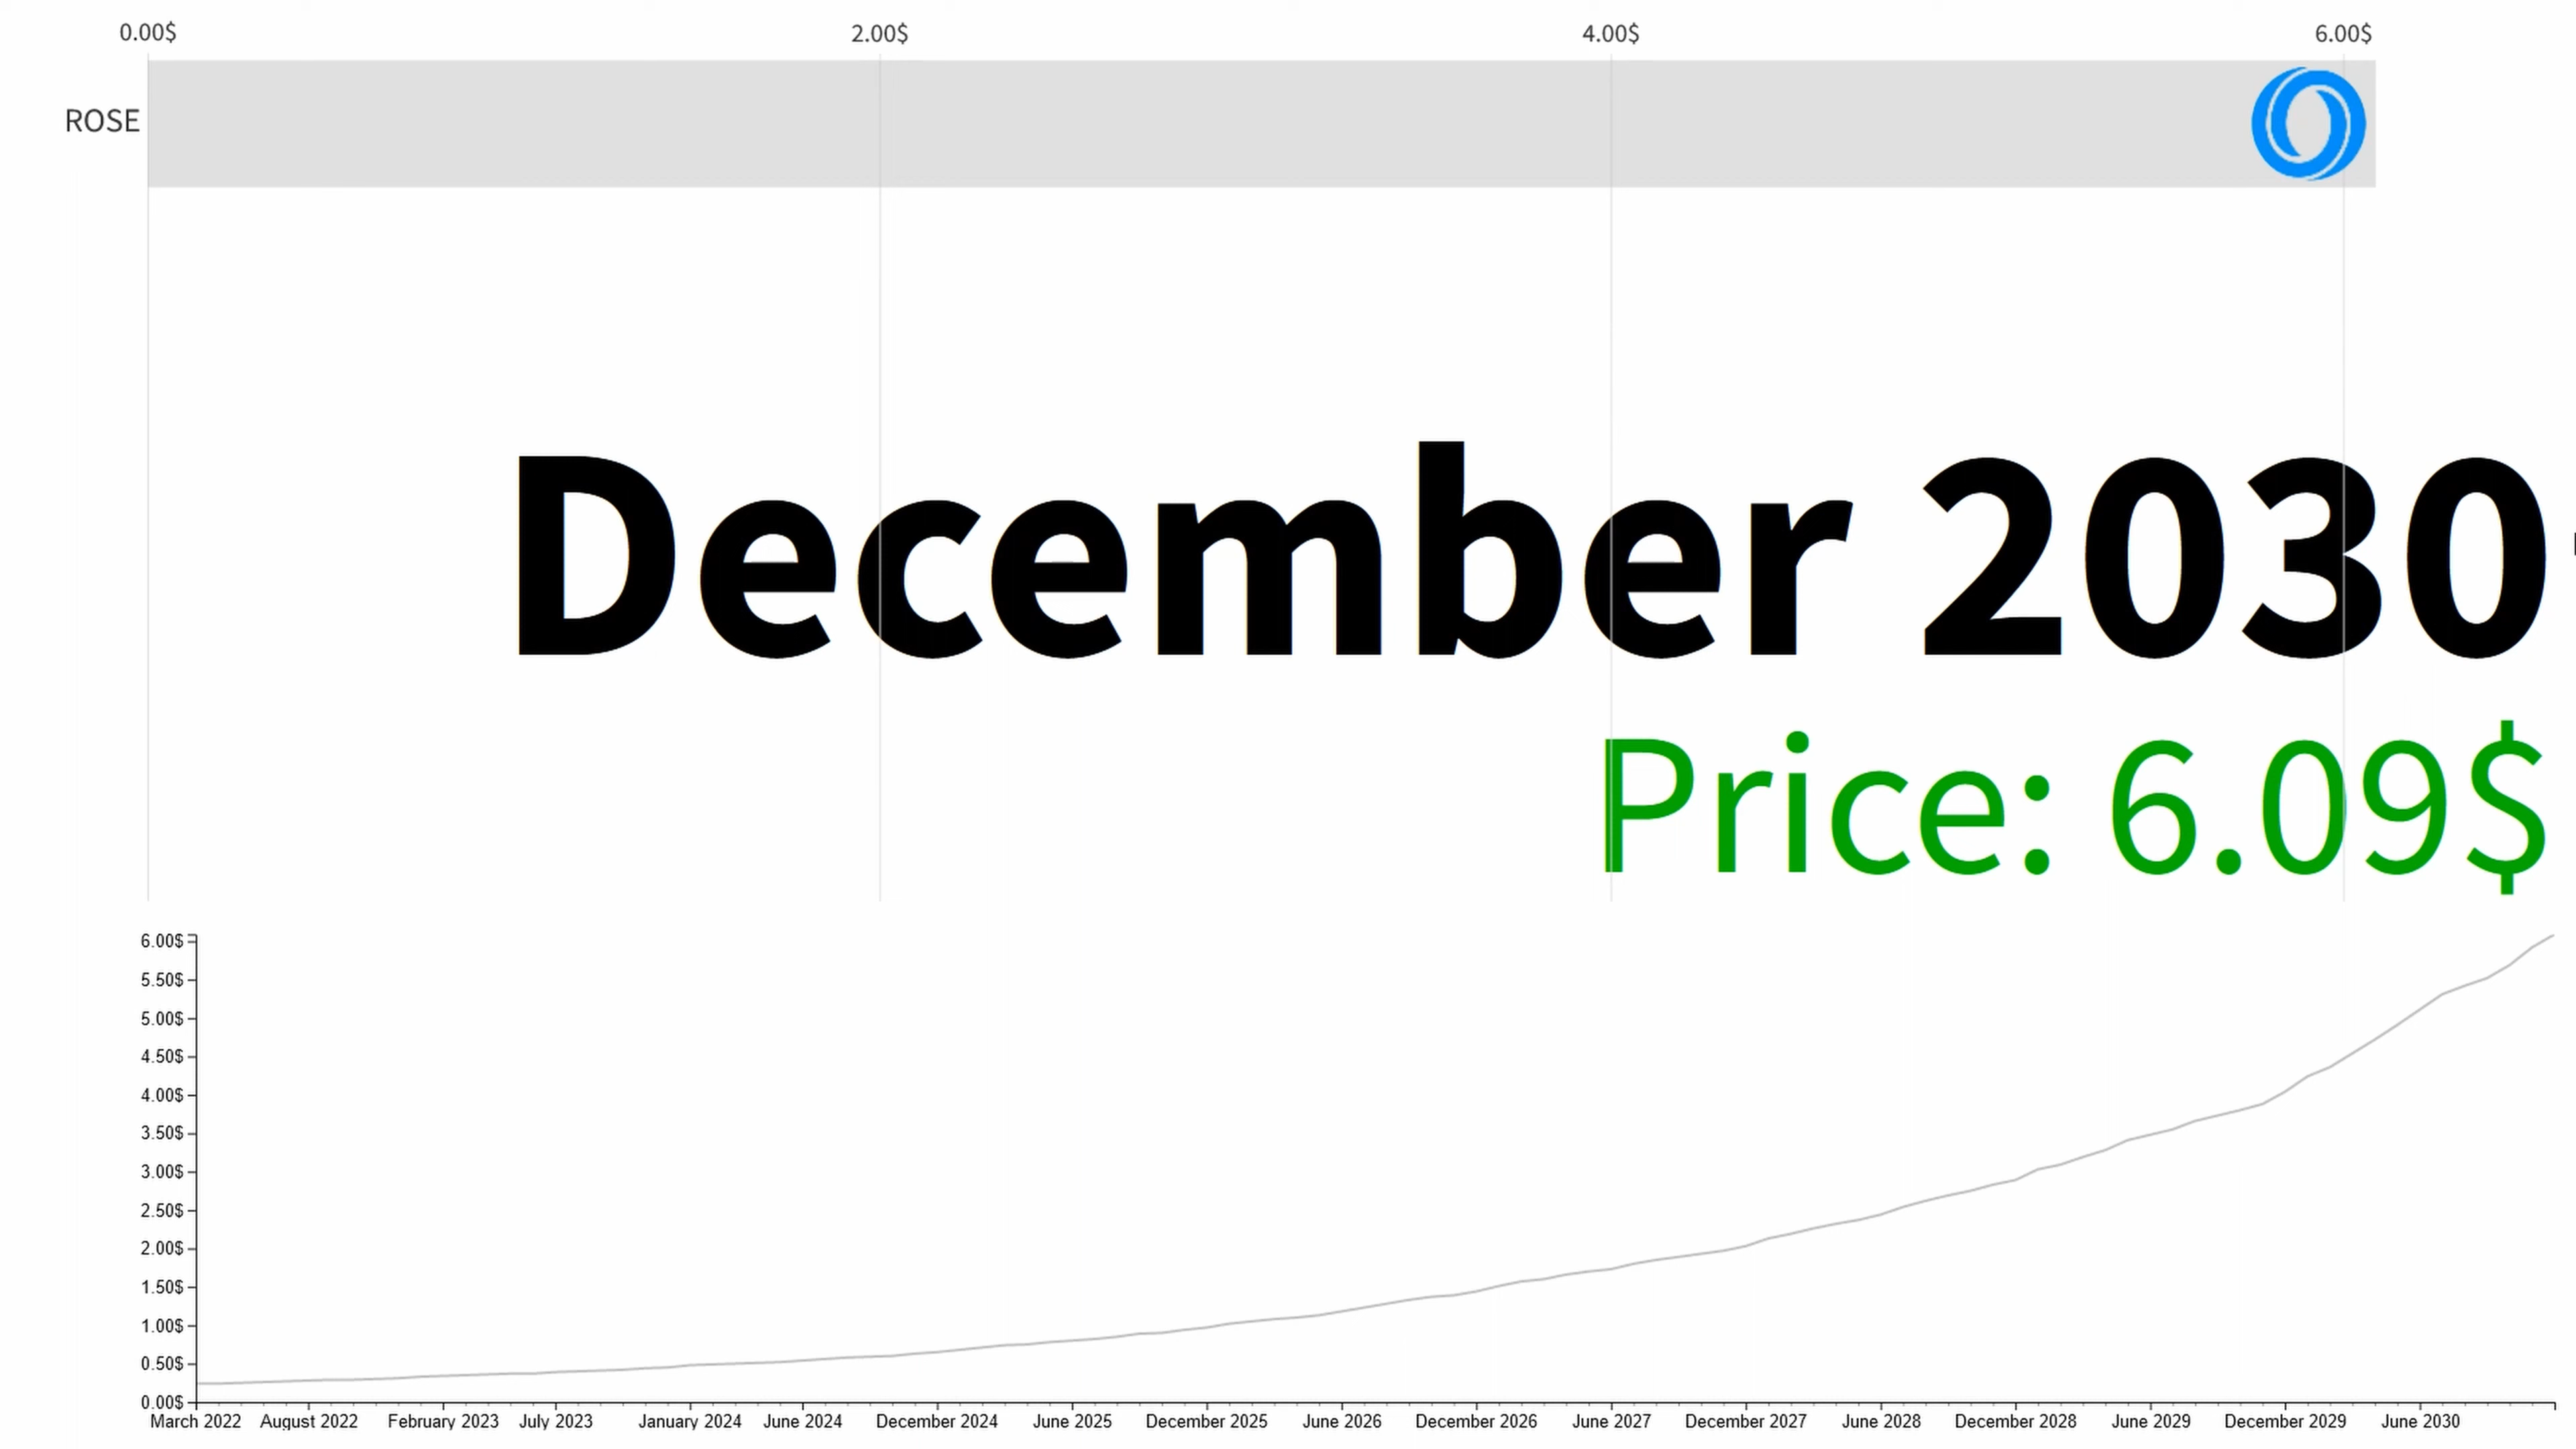 0.00$ 2.00$ 4.00$ 6.00$
ROSE
December 2030
Price: 6.09$
6.00$
5.50$
5.00$
4.50$
4.00$
3.50$
3.00$
2.50$
2.00$
1.50$
1.00$
0.50$
0.00$
March 2022 August 2022 February 2023 July 2023 January 2024 June 2024 December 2024 June 2025 December 2025 June 2026 December 2026 June 2027 December 2027 June 2028 December 2028 June 2029 December 2029 June 2030